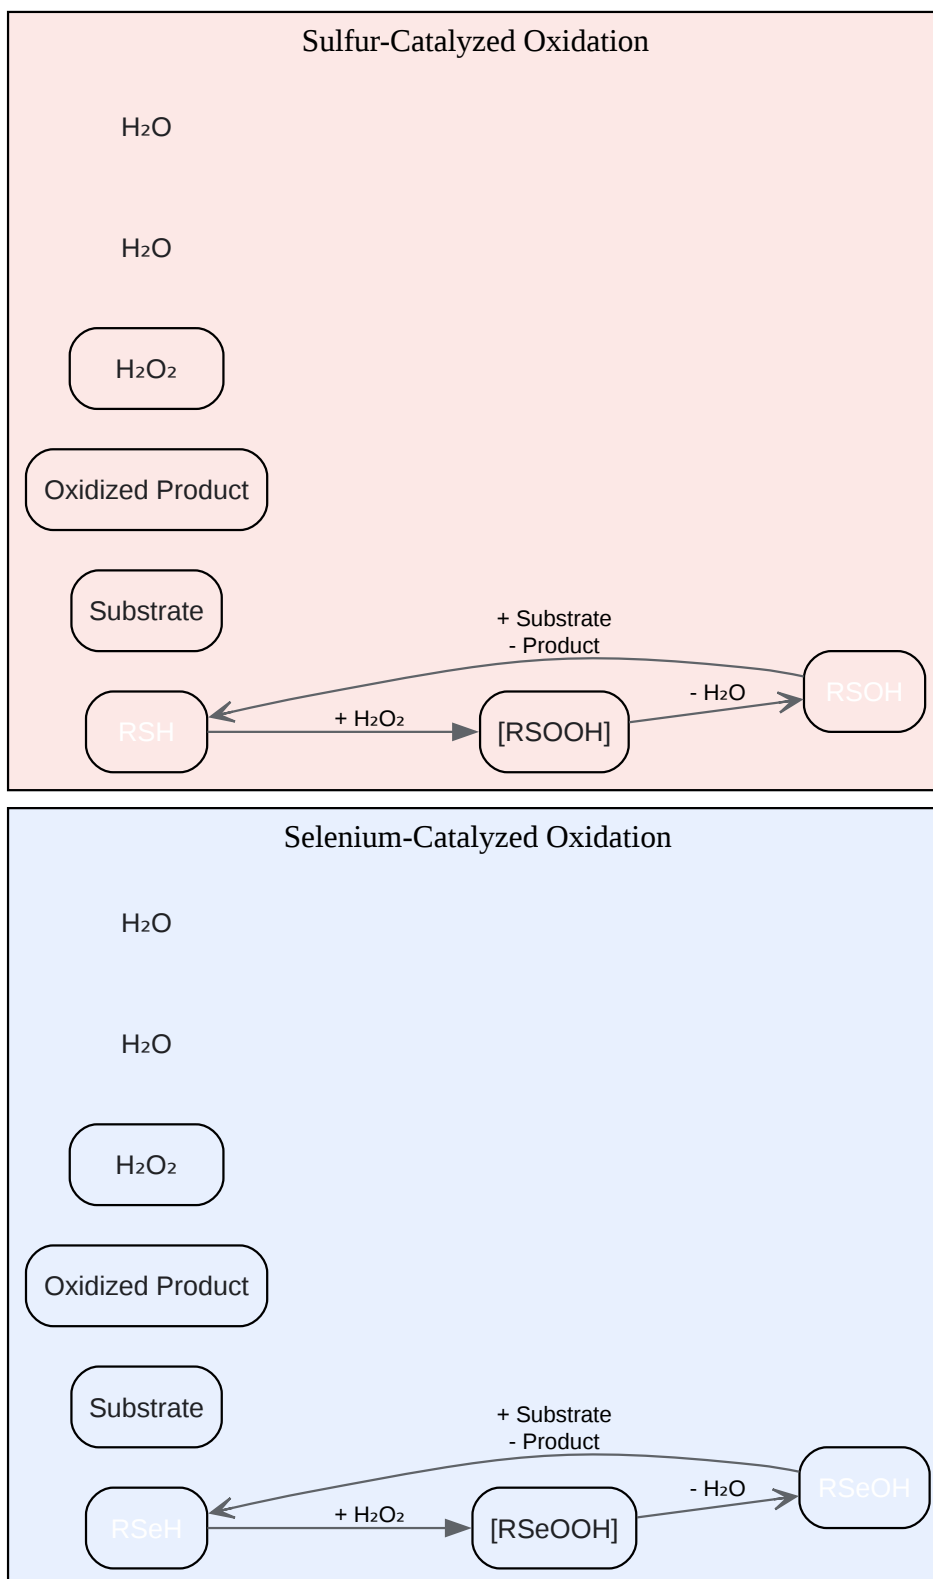 Sulfur-Catalyzed Oxidation
H₂O
H₂O
H₂O₂
Oxidized Product
Substrate
+ Substrate
- Product
RSOH
- H₂O
RSH
+ H₂O₂
[RSOOH]
Selenium-Catalyzed Oxidation
H₂O
H₂O
H₂O₂
Oxidized Product
Substrate
+ Substrate
- Product
RSeOH
- H₂O
RSeH
+ H₂O₂
[RSeOOH]